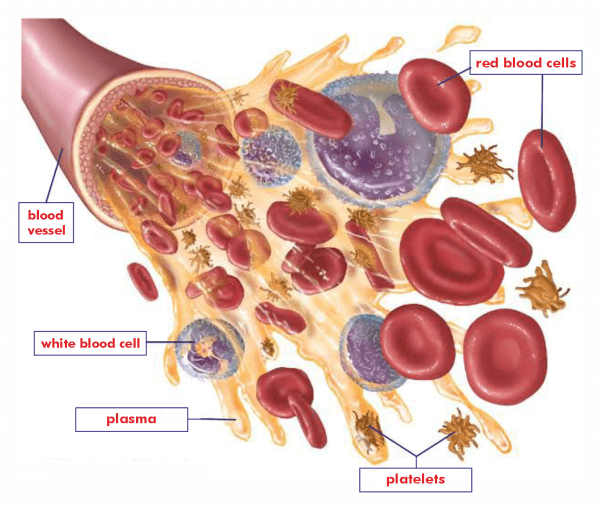 red blood cells
blood
vessel
white blood cell
plasma
platelets